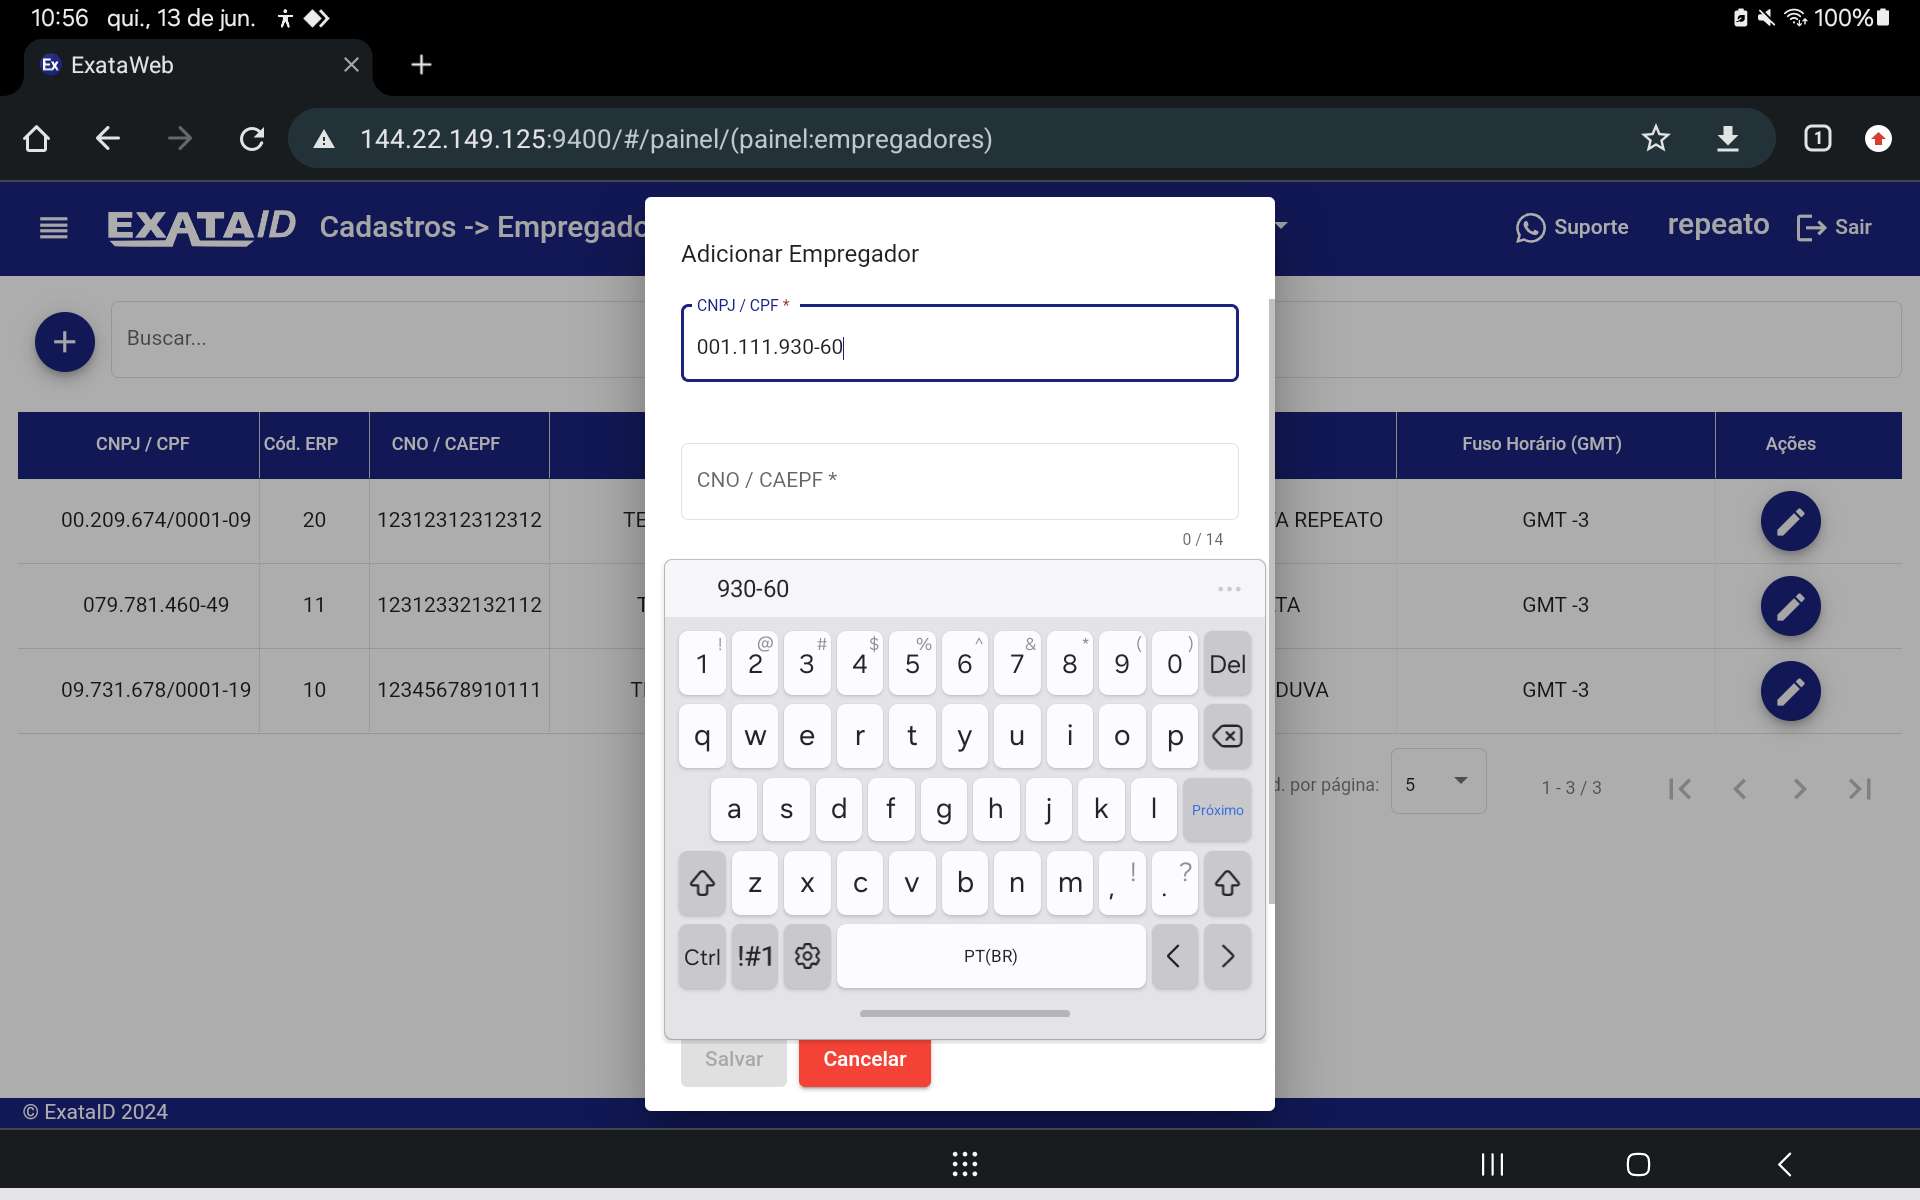 10:56 qui., 13 de jun. 100%
Ex ExataWeb
144.22.149.125:9400/#/painel/(painel:empregadores) 1
EXATAID Cadastros -> Empregado Suporte repeato Sair
Adicionar Empregador
CNPJ / CPF *
001.111.930-60
Buscar...
CNPJ / CPF Cód. ERP CNO / CAEPF Fuso Horário (GMT) Ações
CNO / CAEPF *
0 / 14
00.209.674/0001-09 20 12312312312312 TE A REPEATO GMT -3
079.781.460-49 11 12312332132112 T TA GMT -3
09.731.678/0001-19 10 12345678910111 DUVA GMT -3
d. por página: 5 1 - 3 / 3
930-60 ...
! @ # $ % ^ & * ( )
1 2 3 4 5 6 7 8 9 0 Del
q w e r t y u i o p
a s d f g h j k l Próximo
z x c v b n m , ! . ?
Ctrl !#1 PT(BR) < >
Salvar Cancelar
© ExataID 2024